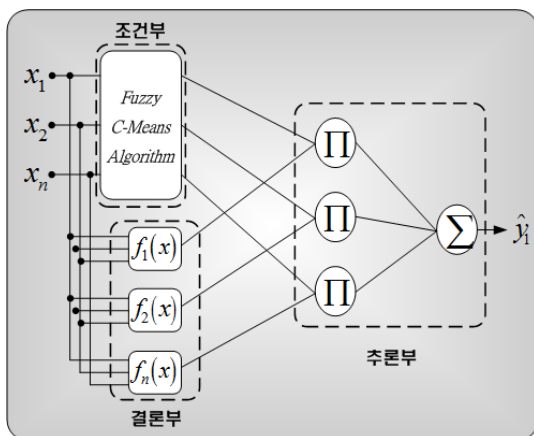 조건부
x₁
x₂
xₙ
Fuzzy
C-Means
Algorithm
∏
∏
∏
∑
ŷ₁
f₁(x)
f₂(x)
fₙ(x)
추론부
결론부